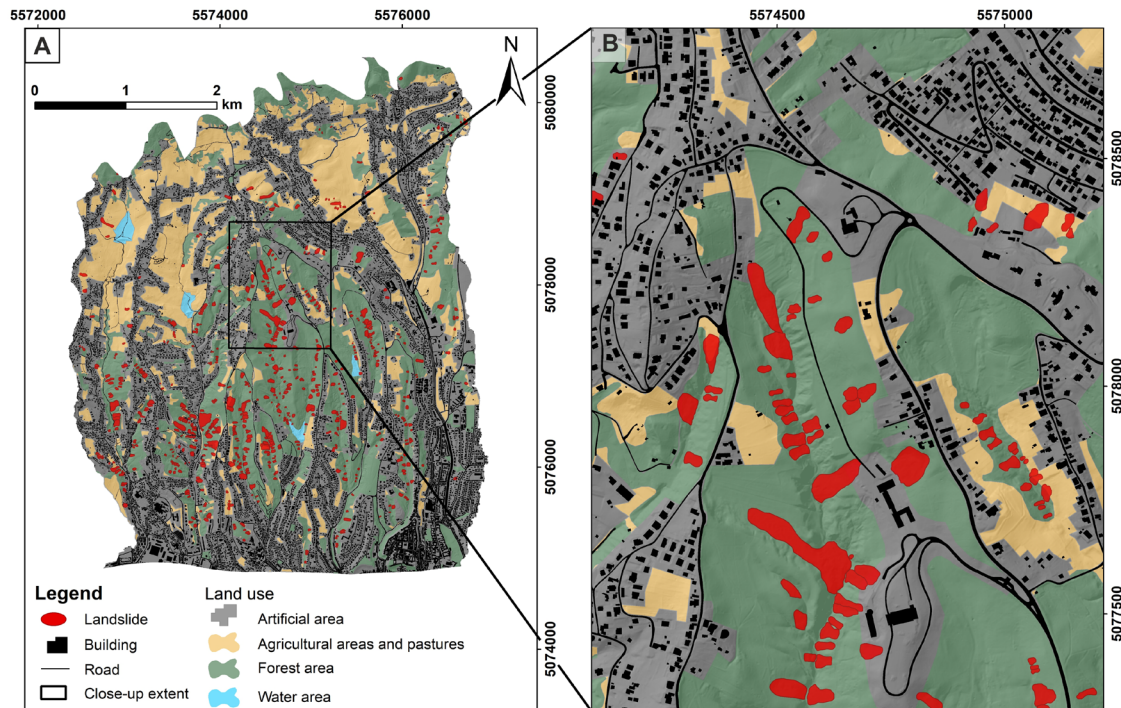 5572000 5574000 5576000
5574500 5575000
A
N
B
0 1 2
km
5080000
5078000
5076000
5074000
5078500
5078000
5077500
Legend
Landslide
Building
Road
Close-up extent
Land use
Artificial area
Agricultural areas and pastures
Forest area
Water area